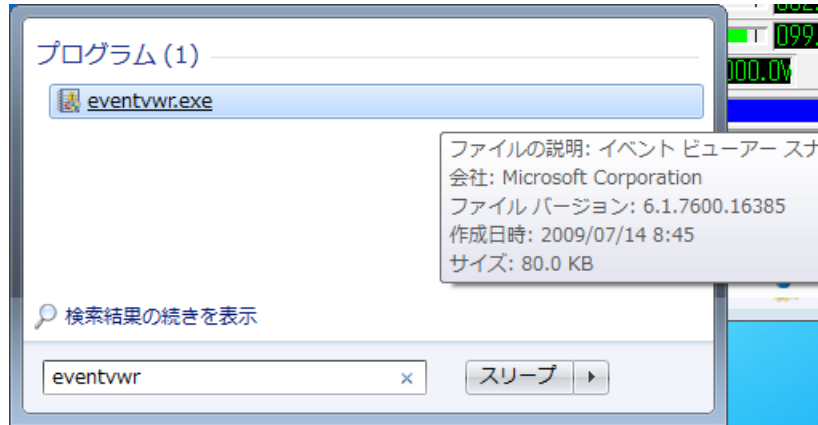 プログラム (1)
eventvwr.exe
ファイルの説明: イベント ビューアー スナ
会社: Microsoft Corporation
ファイル バージョン: 6.1.7600.16385
作成日時: 2009/07/14 8:45
サイズ: 80.0 KB
検索結果の続きを表示
eventvwr
スリープ
099.
000.0V